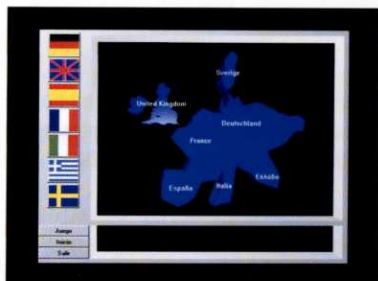 Sverige
United Kingdom
Deutschland
France
España
Italia
Ελλάδα
Juego
Inicio
Salir